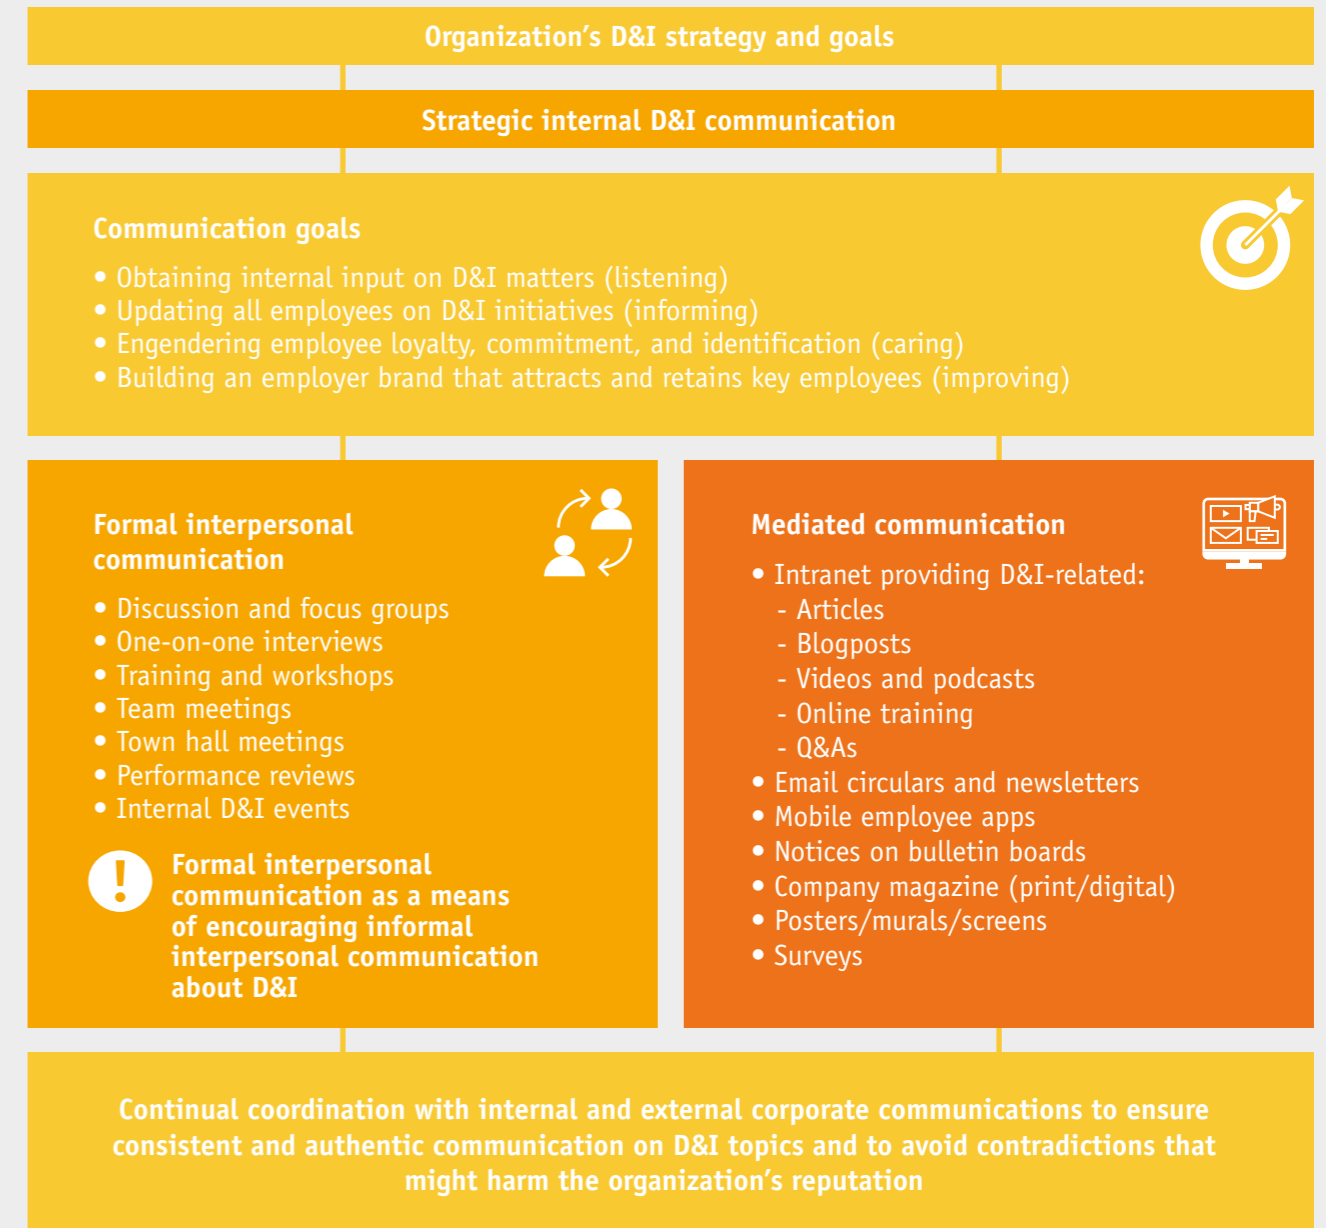 Organization's D&I strategy and goals
Strategic internal D&I communication
Communication goals
• Obtaining internal input on D&I matters (listening)
• Updating all employees on D&I initiatives (informing)
• Engendering employee loyalty, commitment, and identification (caring)
• Building an employer brand that attracts and retains key employees (improving)
Formal interpersonal
communication
• Discussion and focus groups
• One-on-one interviews
• Training and workshops
• Team meetings
• Town hall meetings
• Performance reviews
• Internal D&I events
!
Formal interpersonal
communication as a means
of encouraging informal
interpersonal communication
about D&I
Mediated communication
• Intranet providing D&I-related:
- Articles
- Blogposts
- Videos and podcasts
- Online training
- Q&As
• Email circulars and newsletters
• Mobile employee apps
• Notices on bulletin boards
• Company magazine (print/digital)
• Posters/murals/screens
• Surveys
Continual coordination with internal and external corporate communications to ensure
consistent and authentic communication on D&I topics and to avoid contradictions that
might harm the organization's reputation